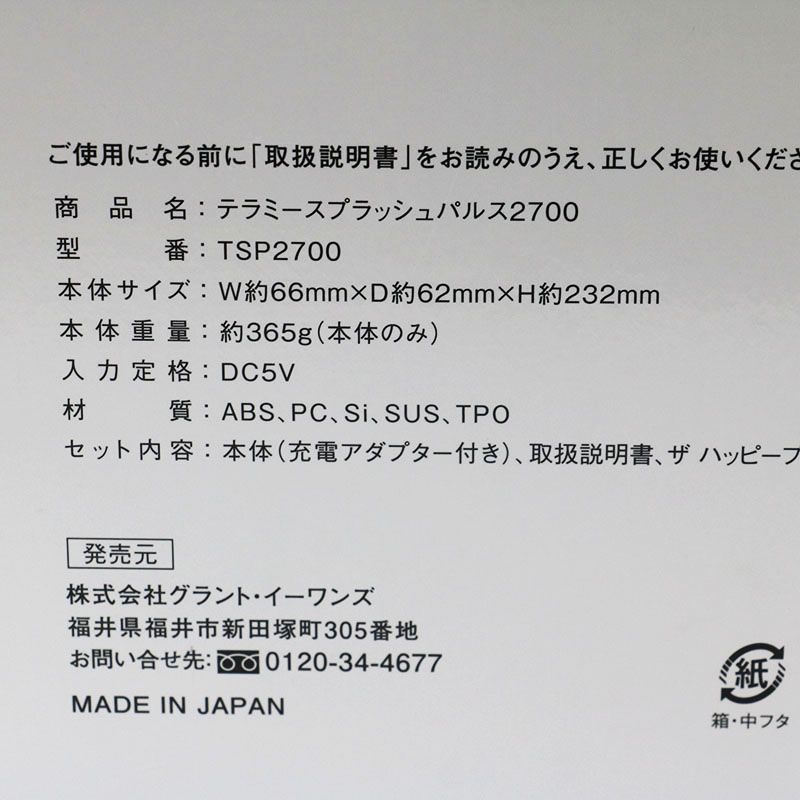 ご使用になる前に「取扱説明書」をお読みのうえ、正しくお使いくださ
商品名：テラミースプラッシュパルス2700
型番：TSP2700
本体サイズ：W約66mm×D約62mm×H約232mm
本体重量：約365g（本体のみ）
入力定格：DC5V
材質：ABS、PC、Si、SUS、TPO
セット内容：本体（充電アダプター付き）、取扱説明書、ザ ハッピーフ
発売元
株式会社グラント・イーワンズ
福井県福井市新田塚町305番地
お問い合せ先：0120-34-4677
MADE IN JAPAN
紙
箱・中フタ